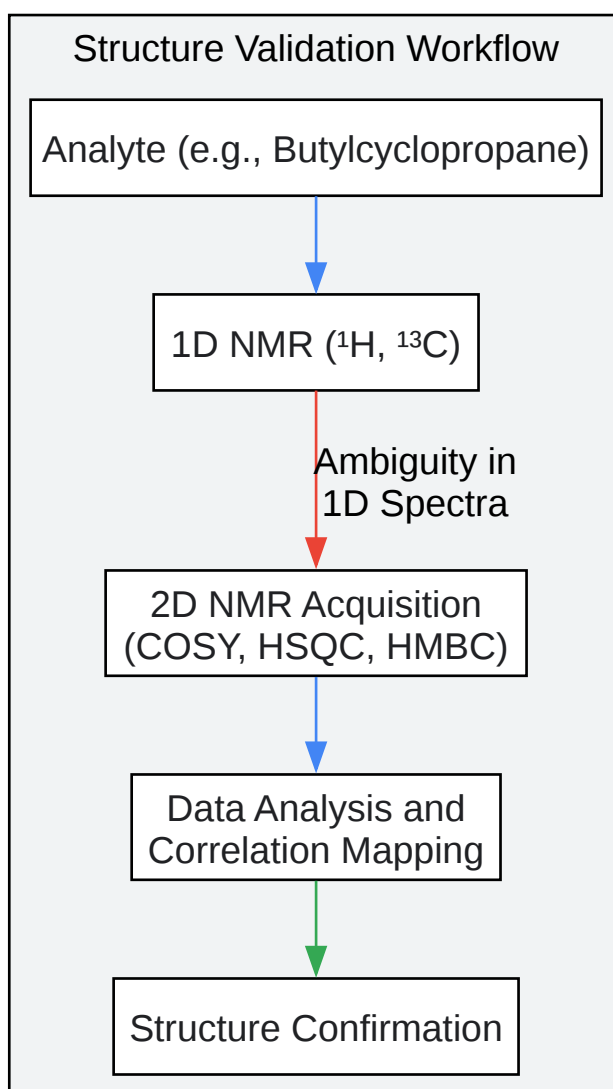 Structure Validation Workflow
Analyte (e.g., Butylcyclopropane)
1D NMR (¹H, ¹³C)
Ambiguity in
1D Spectra
2D NMR Acquisition
(COSY, HSQC, HMBC)
Data Analysis and
Correlation Mapping
Structure Confirmation